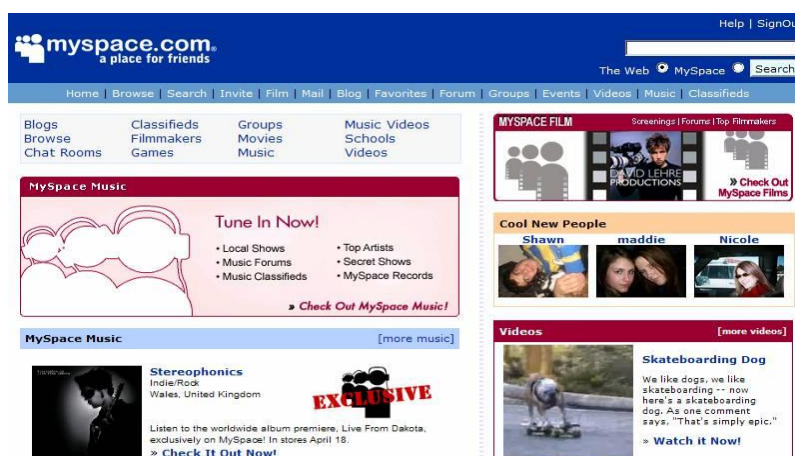 Help | SignOu
myspace.com.
a place for friends
The Web MySpace Search
Home | Browse | Search | Invite | Film | Mail | Blog | Favorites | Forum | Groups | Events | Videos | Music | Classifieds
Blogs Classifieds Groups Music Videos
Browse Filmmakers Movies Schools
Chat Rooms Games Music Videos
MYSPACE FILM Screenings | Forums | Top Filmmakers
DAVID LEHRE
PRODUCTIONS
» Check Out
MySpace Films
MySpace Music
Tune In Now!
• Local Shows • Top Artists
• Music Forums • Secret Shows
• Music Classifieds • MySpace Records
» Check Out MySpace Music!
Cool New People
Shawn maddie Nicole
MySpace Music [more music]
Stereophonics
Indie/Rock
Wales, United Kingdom
EXCLUSIVE
Listen to the worldwide album premiere, Live From Dakota,
exclusively on MySpace! In stores April 18.
» Check It Out Now!
Videos [more videos]
Skateboarding Dog
We like dogs, we like
skateboarding -- now
here's a skateboarding
dog. As one comment
says, "That's simply epic."
» Watch it Now!